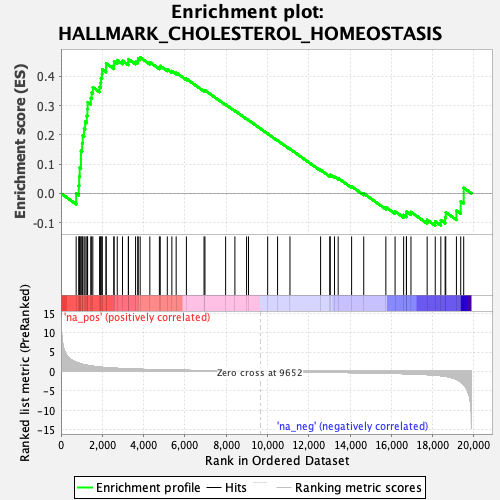 Enrichment plot:
HALLMARK_CHOLESTEROL_HOMEOSTASIS
Enrichment score (ES)
0.4
0.3
0.2
0.1
0.0
-0.1
Ranked list metric (PreRanked)
15
10
5
0
-5
-10
-15
'na_pos' (positively correlated)
Zero cross at 9652
'na_neg' (negatively correlated)
0
2,000
4,000
6,000
8,000
10,000
12,000
14,000
16,000
18,000
20,000
Rank in Ordered Dataset
Enrichment profile
Hits
Ranking metric scores